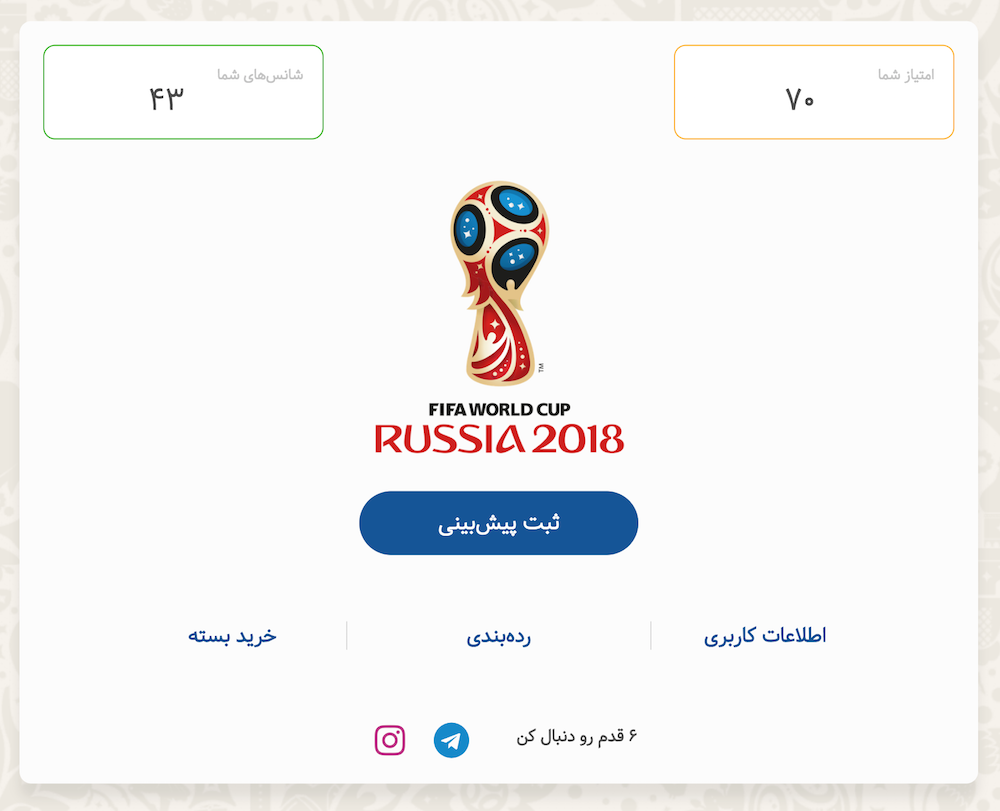 امتیاز شما
۷۰
شانس‌های شما
۴۳
TM
FIFA WORLD CUP
RUSSIA 2018
ثبت پیش‌بینی
اطلاعات کاربری
رده‌بندی
خرید بسته
۶ قدم رو دنبال کن